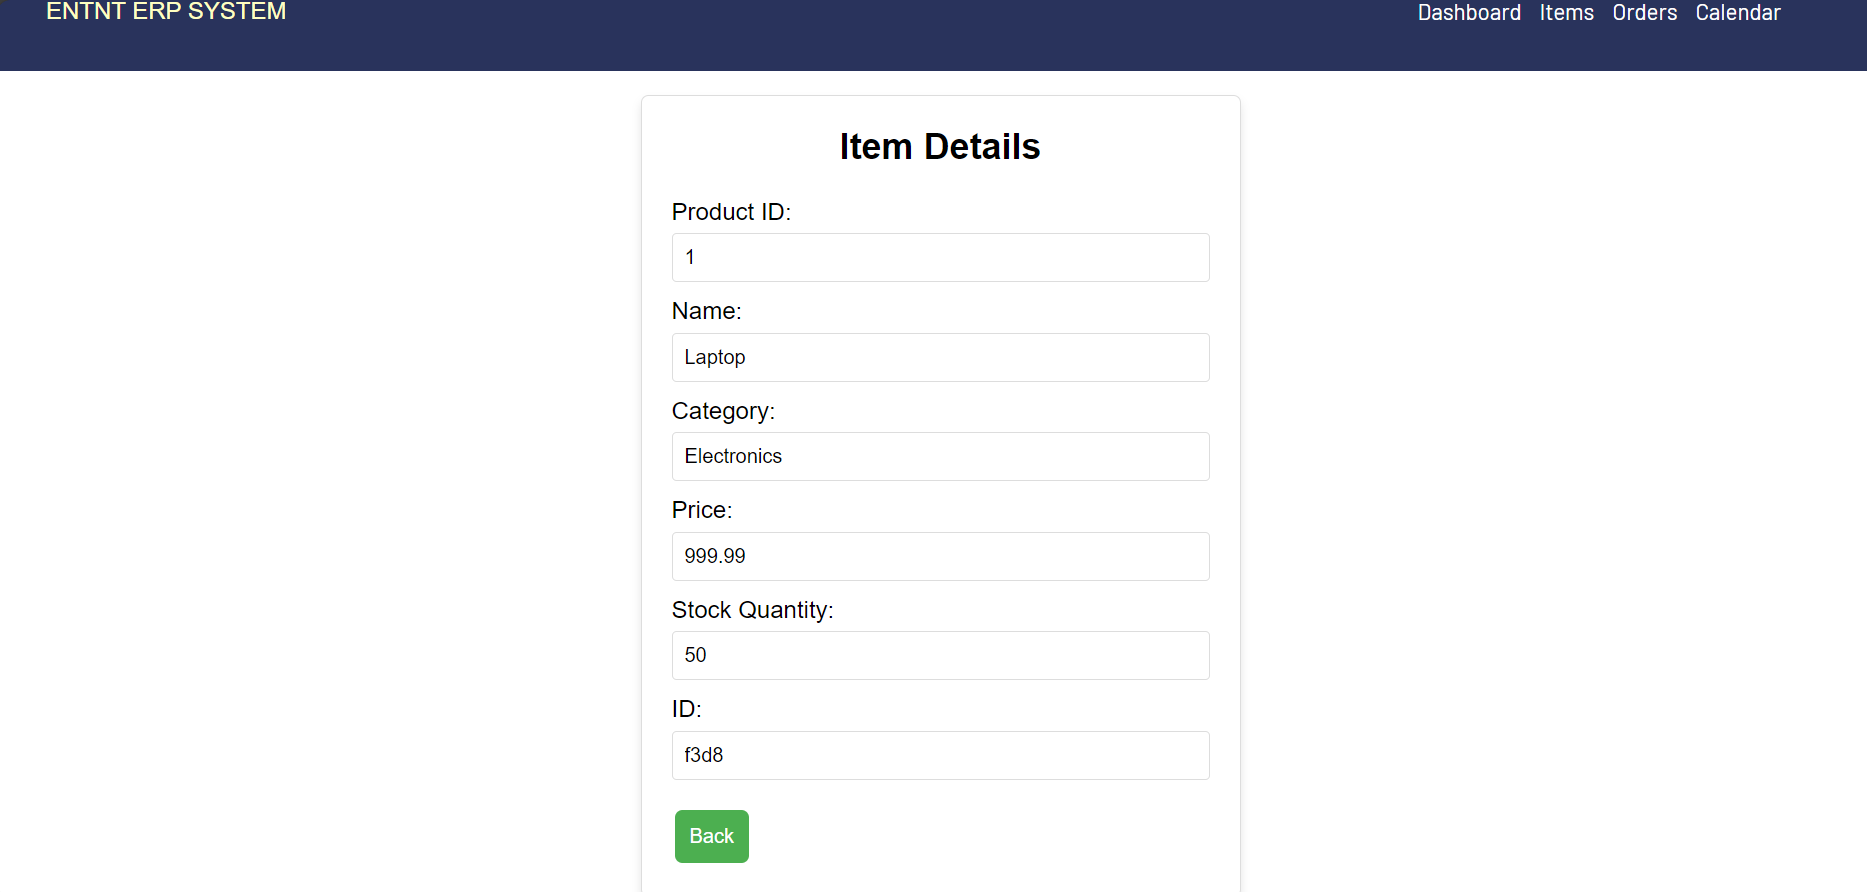 ENTNT ERP SYSTEM
Dashboard Items Orders Calendar
Item Details
Product ID:
1
Name:
Laptop
Category:
Electronics
Price:
999.99
Stock Quantity:
50
ID:
f3d8
Back